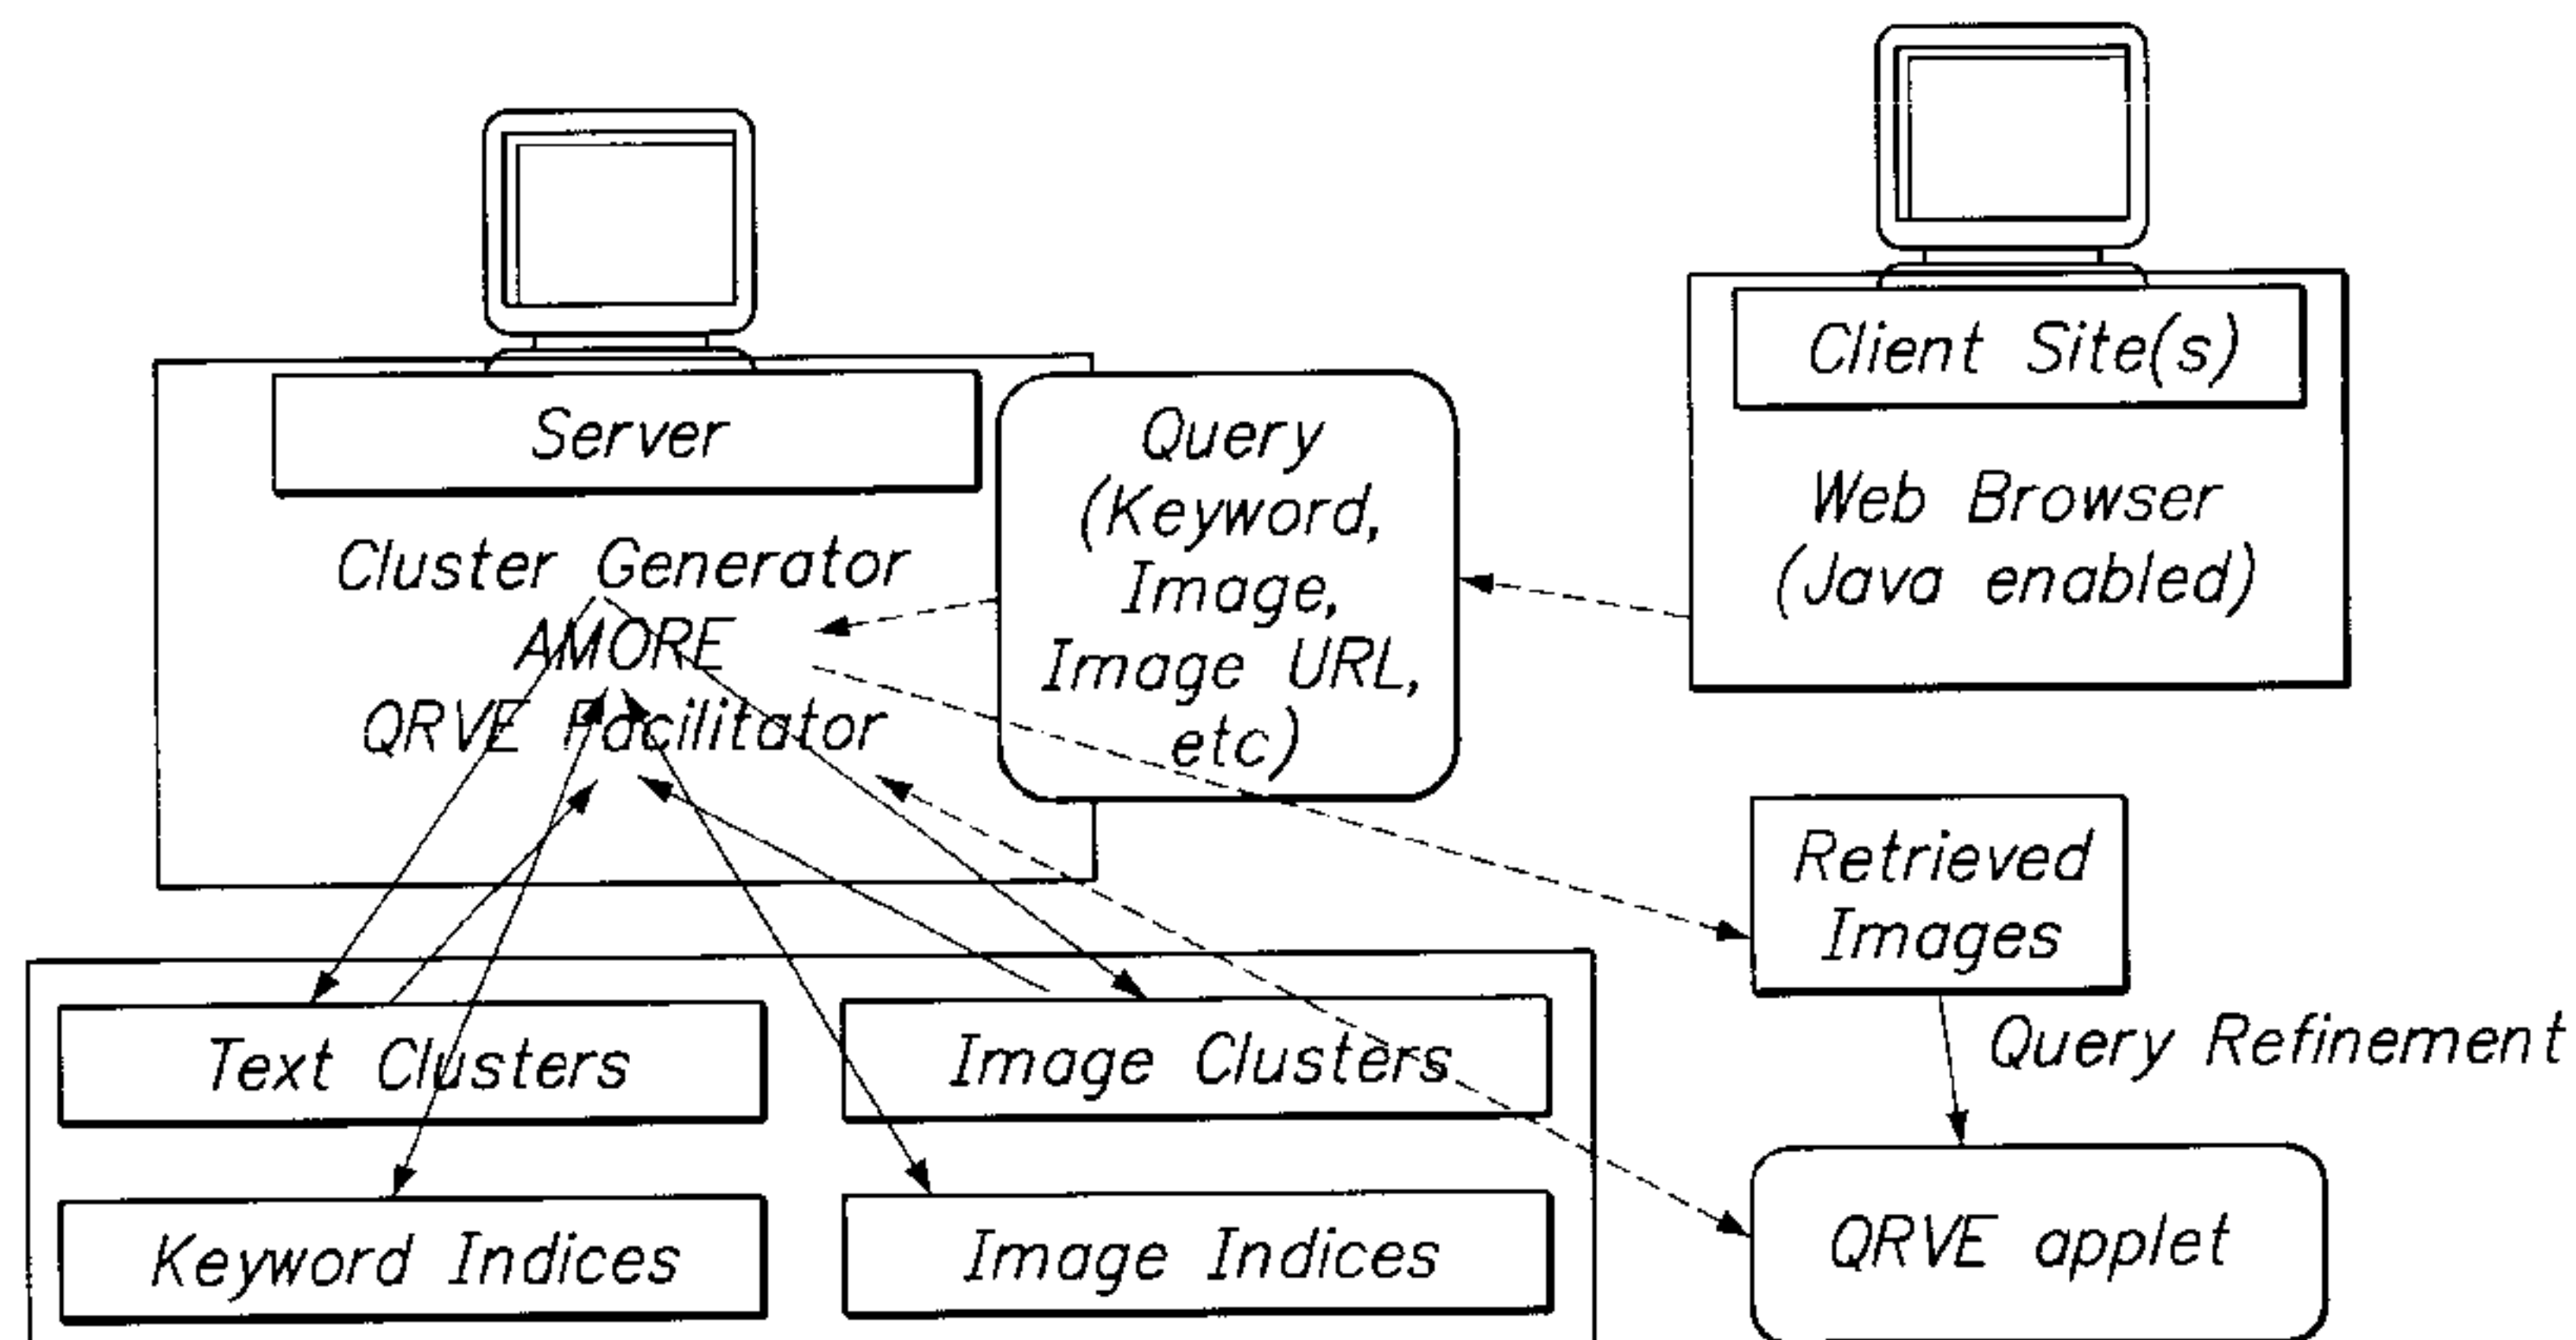 Server
Cluster Generator
AMORE
QRVE Facilitator
Query
(Keyword,
Image,
Image URL,
etc)
Client Site(s)
Web Browser
(Java enabled)
Retrieved
Images
Query Refinement
QRVE applet
Text Clusters
Image Clusters
Keyword Indices
Image Indices